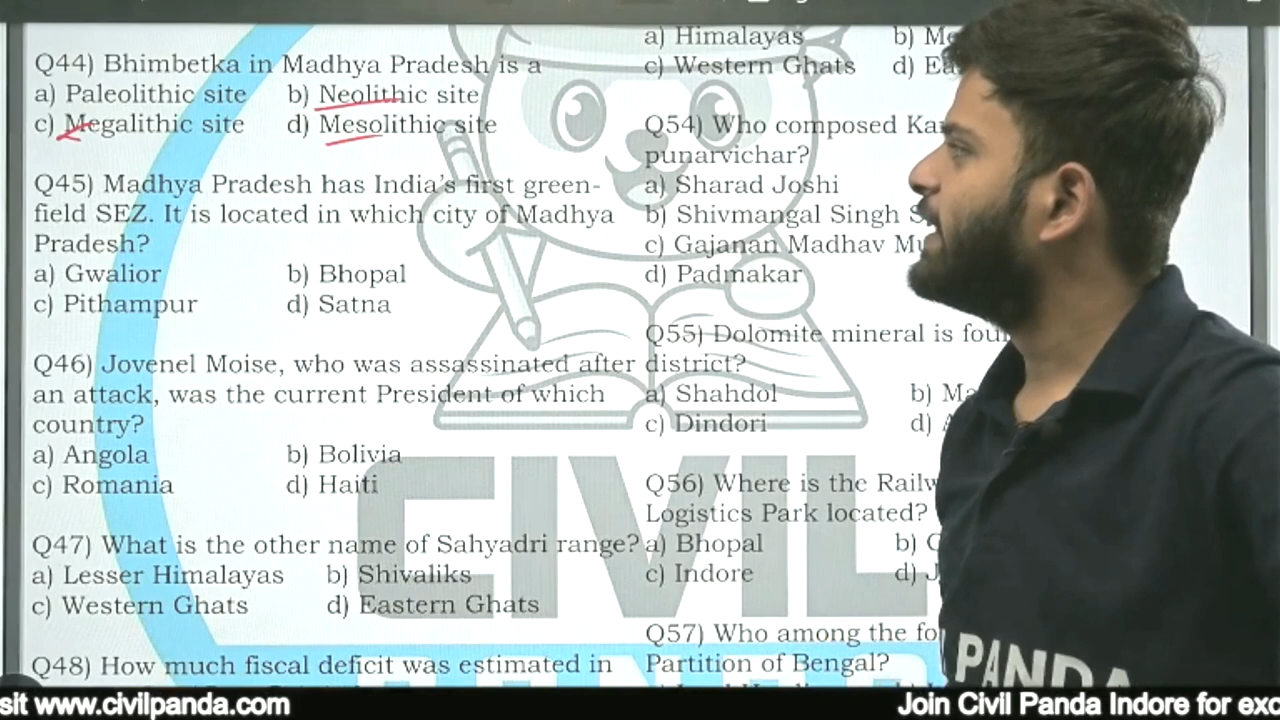 Q44) Bhimbetka in Madhya Pradesh is a
a) Paleolithic site b) Neolithic site
c) Megalithic site d) Mesolithic site
Q45) Madhya Pradesh has India's first green-
field SEZ. It is located in which city of Madhya
Pradesh?
a) Gwalior b) Bhopal
c) Pithampur d) Satna
Q46) Jovenel Moise, who was assassinated after
an attack, was the current President of which
country?
a) Angola b) Bolivia
c) Romania d) Haiti
Q47) What is the other name of Sahyadri range?
a) Lesser Himalayas b) Shivaliks
c) Western Ghats d) Eastern Ghats
Q48) How much fiscal deficit was estimated in
a) Himalayas b)
c) Western Ghats d)
Q54) Who composed
punarvichar?
a) Sharad Joshi
b) Shivmangal Singh
c) Gajanan Madhav
d) Padmakar
Q55) Dolomite mineral is
district?
a) Shahdol b)
c) Dindori d)
Q56) Where is the
Logistics Park located?
a) Bhopal b)
c) Indore d)
Q57) Who among the
Partition of Bengal?
CIVIL
PANDA
www.civilpanda.com
Join Civil Panda Indore for